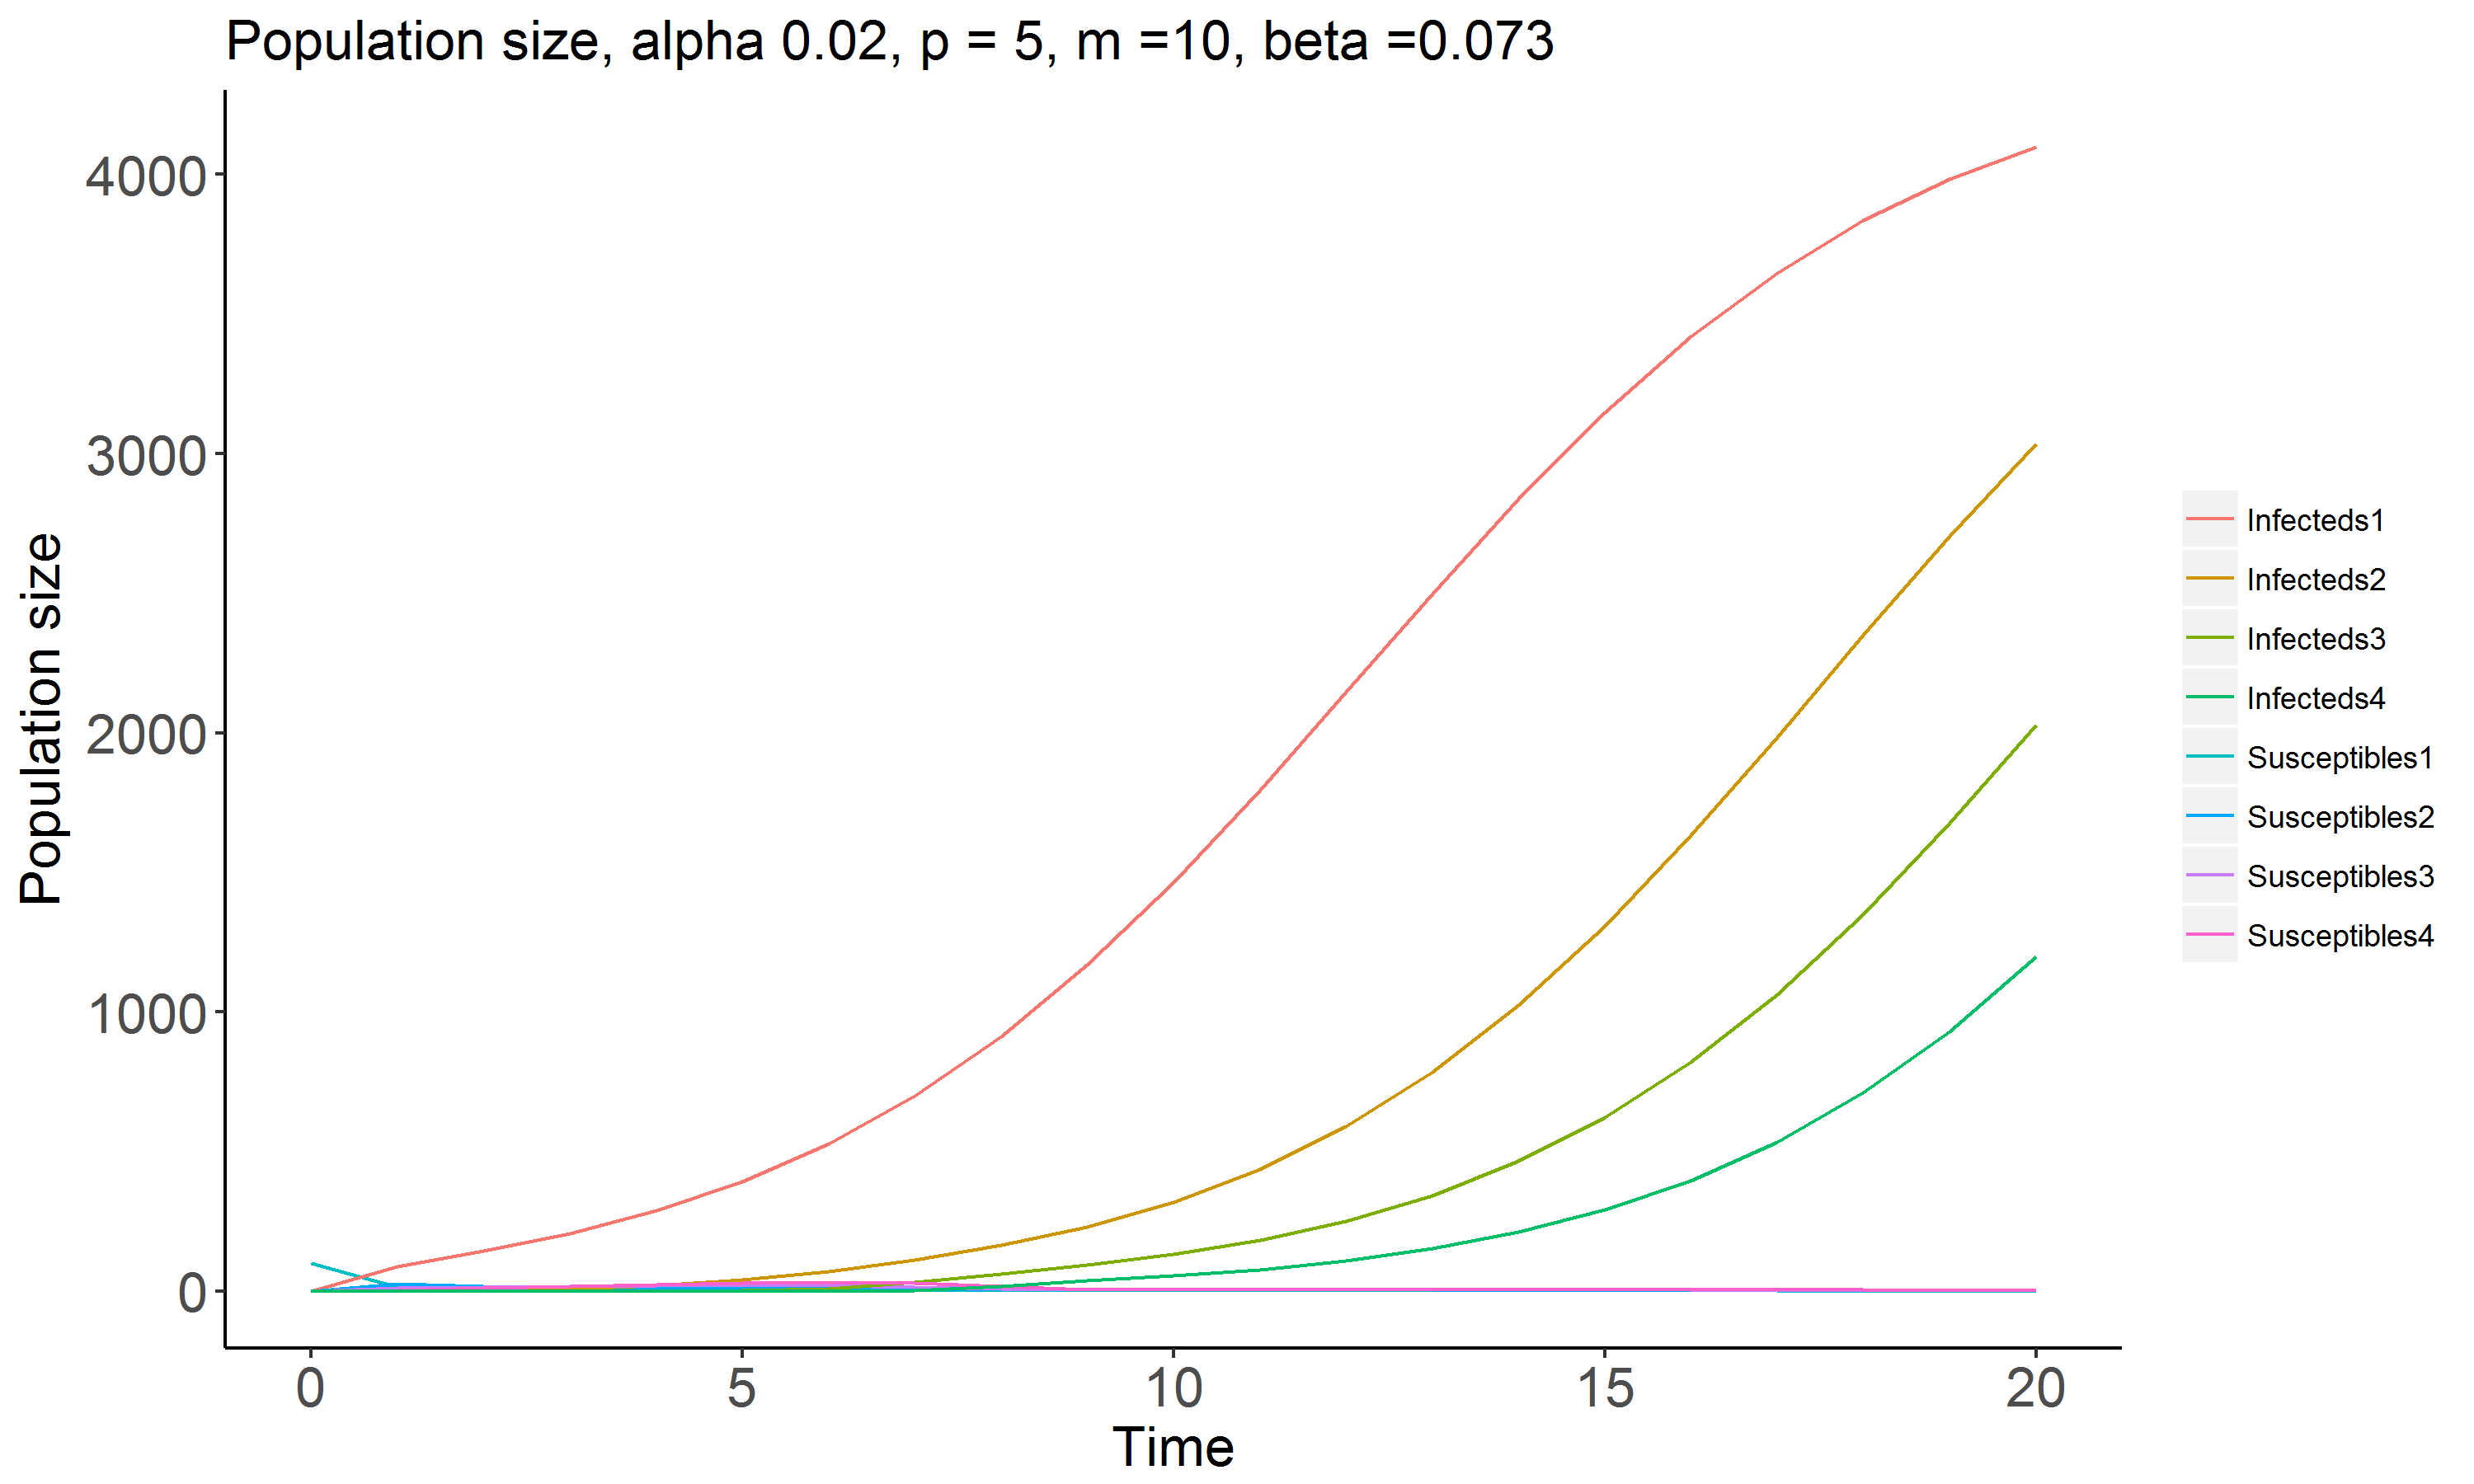 Population size, alpha 0.02, p = 5, m =10, beta =0.073
Population size
4000
3000
2000
1000
0
0 5 10 15 20
Time
Infecteds1
Infecteds2
Infecteds3
Infecteds4
Susceptibles1
Susceptibles2
Susceptibles3
Susceptibles4